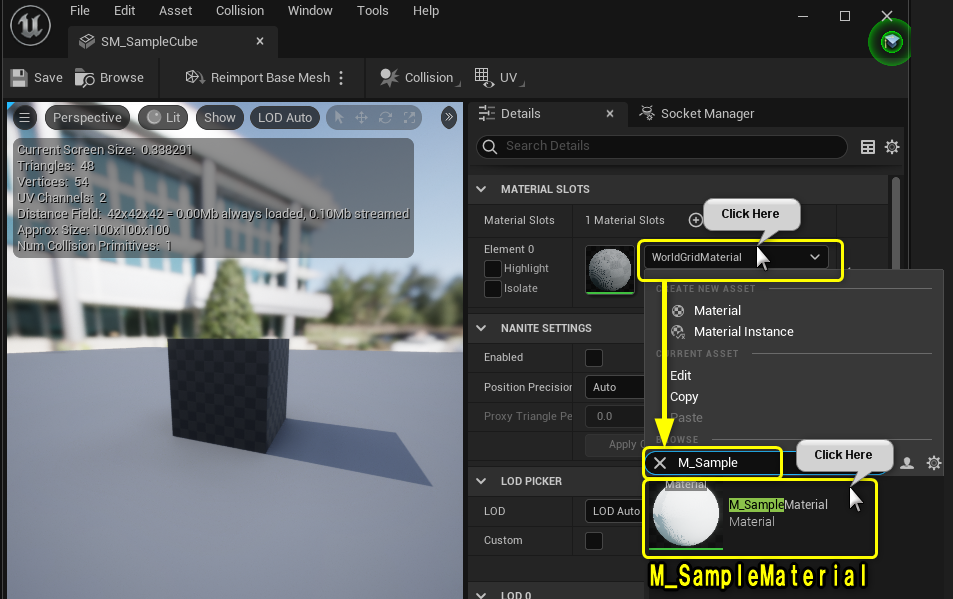 File Edit Asset Collision Window Tools Help
SM_SampleCube
Save Browse Reimport Base Mesh Collision UV
Perspective Lit Show LOD Auto
Current Screen Size: 0.338291
Triangles: 48
Vertices: 54
UV Channels: 2
Distance Field: 42x42x42 = 0.00Mb always loaded, 0.10Mb streamed
Approx Size: 100x100x100
Num Collision Primitives: 1
Details Socket Manager
Search Details
MATERIAL SLOTS
Material Slots 1 Material Slots
Click Here
Element 0
Highlight
Isolate
WorldGridMaterial
CREATE NEW ASSET
Material
Material Instance
CURRENT ASSET
Edit
Copy
Paste
BROWSE
M_Sample
Click Here
Material
M_SampleMaterial
Material
M_SampleMaterial
NANITE SETTINGS
Enabled
Position Precision Auto
Proxy Triangle Pe 0.0
Apply
LOD PICKER
LOD LOD Auto
Custom
LOD 0